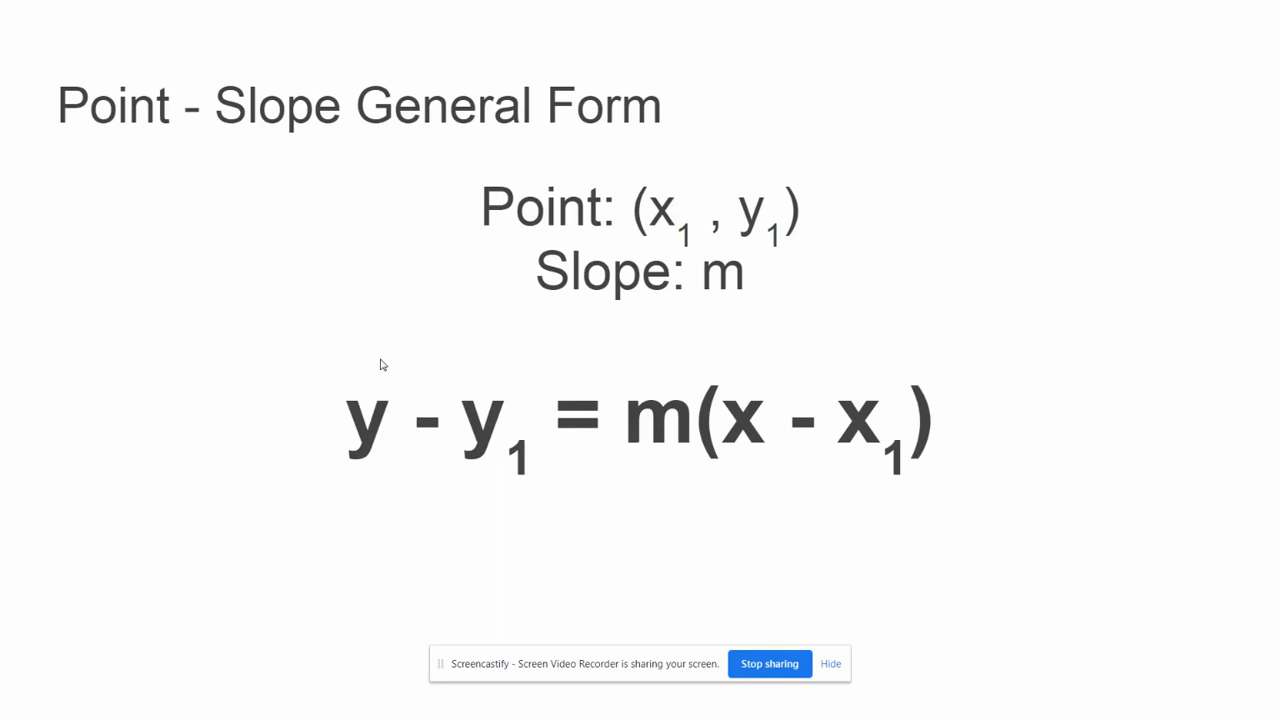 Point - Slope General Form
Point: (x₁ , y₁)
Slope: m
y - y₁ = m(x - x₁)
Screencastify - Screen Video Recorder is sharing your screen. Stop sharing Hide